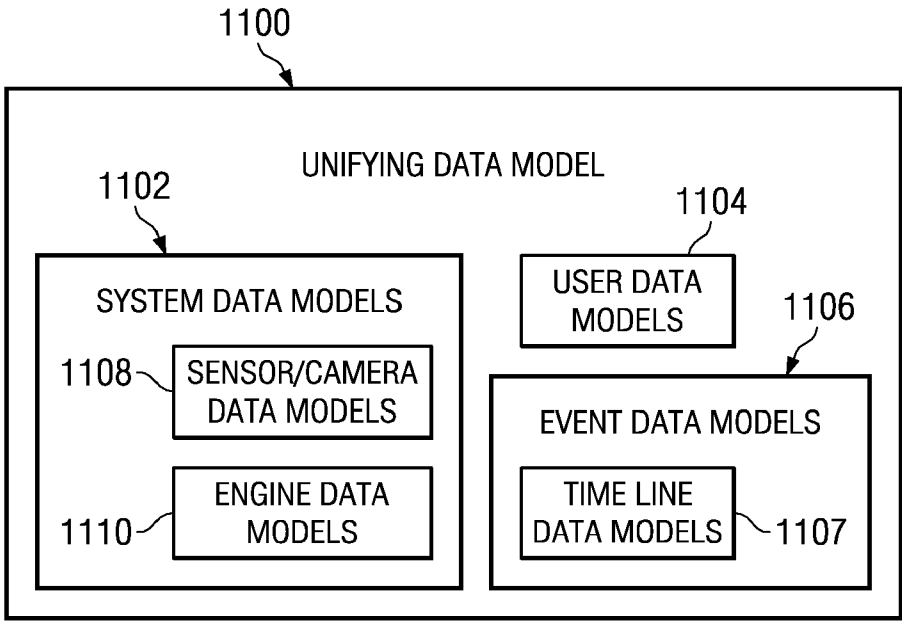 1100
UNIFYING DATA MODEL
1102
SYSTEM DATA MODELS
1108
SENSOR/CAMERA
DATA MODELS
1110
ENGINE DATA
MODELS
1104
USER DATA
MODELS
1106
EVENT DATA MODELS
TIME LINE
DATA MODELS
1107